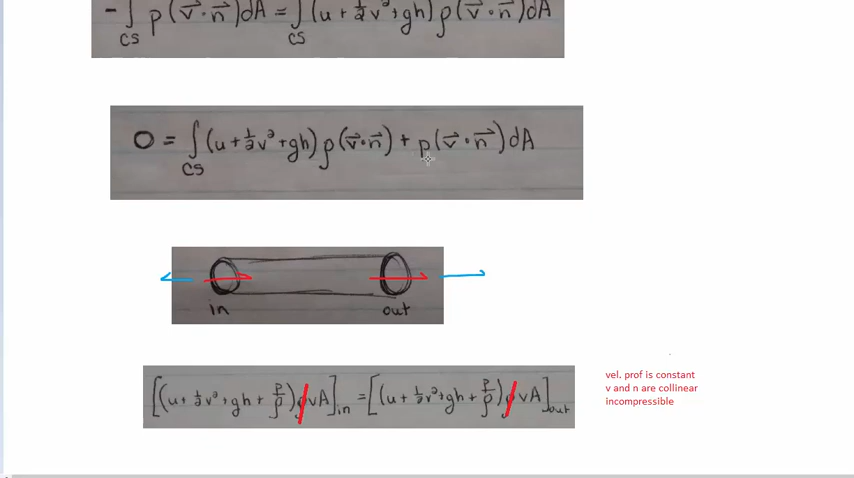 - ∫ p(v⃗·n⃗)dA = ∫ (u+½v²+gh)ρ(v⃗·n⃗)dA
CS CS
0 = ∫ (u+½v²+gh)ρ(v⃗·n⃗) + p(v⃗·n⃗)dA
CS
in out
[(u+½v²+gh+p/ρ)ρvA]in = [(u+½v²+gh+p/ρ)ρvA]out
vel. prof is constant
v and n are collinear
incompressible